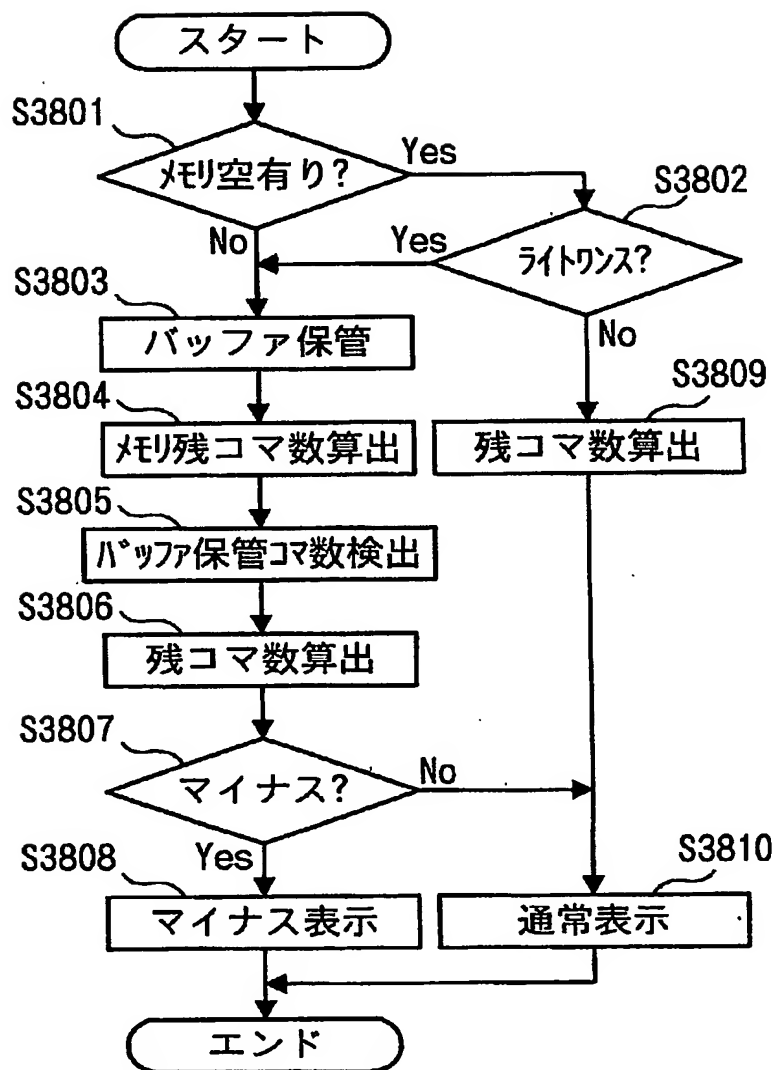 スタート
S3801
メモリ空有り?
Yes
No
S3802
ライトワンス?
Yes
No
S3803
バッファ保管
S3804
メモリ残コマ数算出
S3809
残コマ数算出
S3805
バッファ保管コマ数検出
S3806
残コマ数算出
S3807
マイナス?
No
Yes
S3808
マイナス表示
S3810
通常表示
エンド